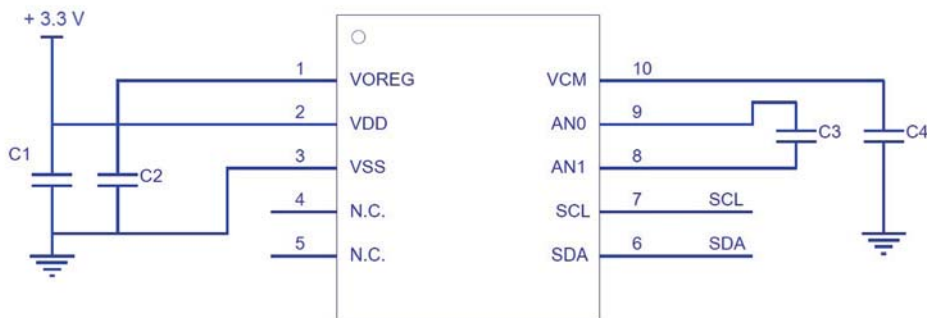 + 3.3 V
1 VOREG VCM 10
2 VDD AN0 9
C3 C4
C1 C2
3 VSS AN1 8
4 N.C. SCL 7 SCL
5 N.C. SDA 6 SDA